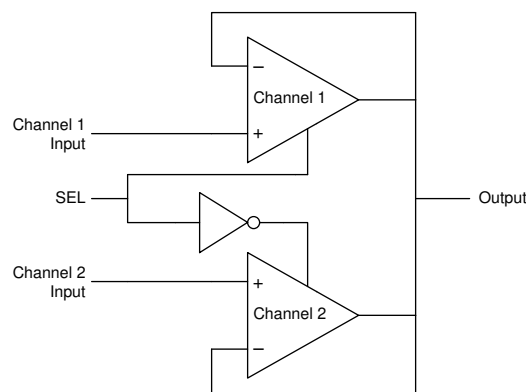 −
Channel 1
Channel 1
Input
+
SEL
Output
Channel 2
Input
+
Channel 2
−